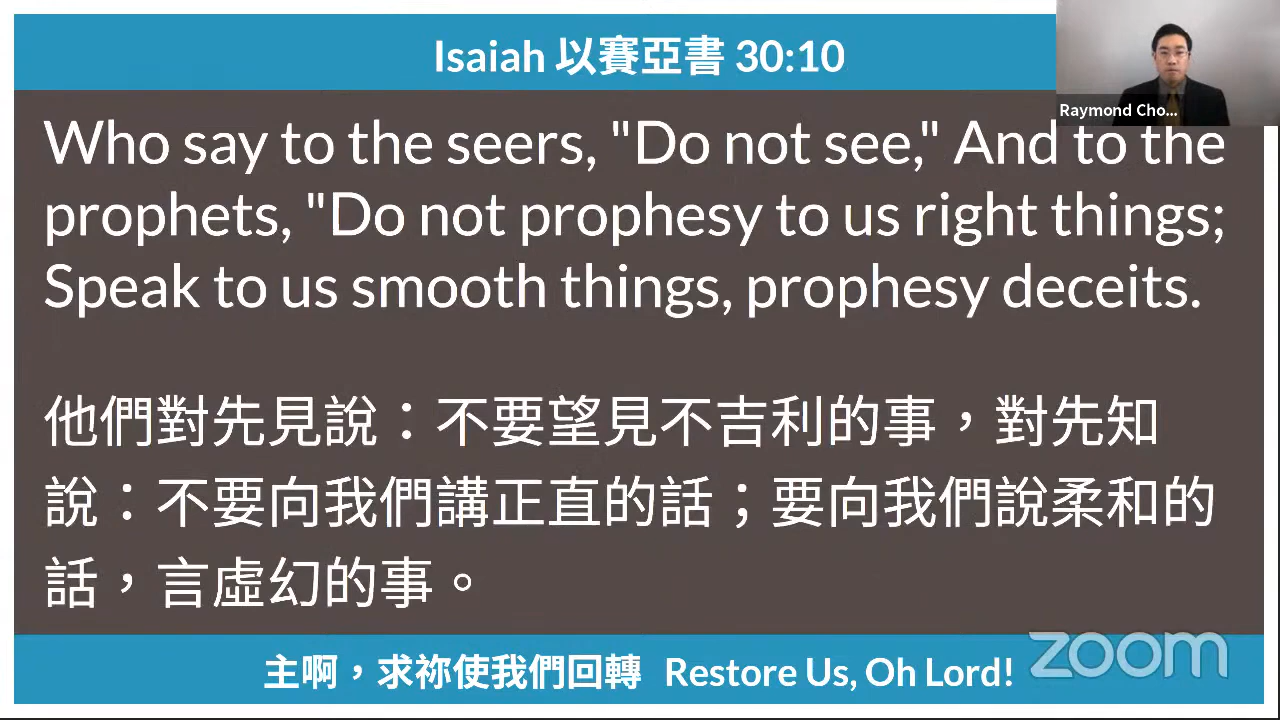 Isaiah 以賽亞書 30:10
Raymond Cho...
Who say to the seers, "Do not see," And to the
prophets, "Do not prophesy to us right things;
Speak to us smooth things, prophesy deceits.
他們對先見說：不要望見不吉利的事，對先知
說：不要向我們講正直的話；要向我們說柔和的
話，言虛幻的事。
主啊，求祢使我們回轉 Restore Us, Oh Lord!
zoom